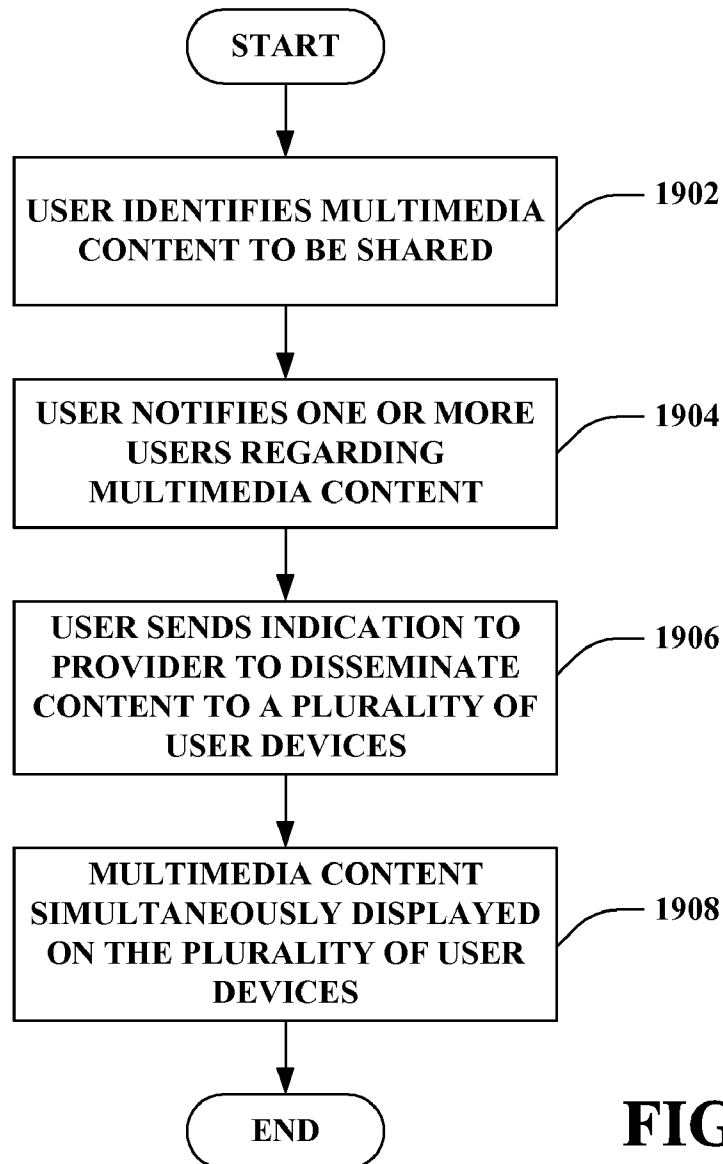 START
USER IDENTIFIES MULTIMEDIA
CONTENT TO BE SHARED
1902
USER NOTIFIES ONE OR MORE
USERS REGARDING
MULTIMEDIA CONTENT
1904
USER SENDS INDICATION TO
PROVIDER TO DISSEMINATE
CONTENT TO A PLURALITY OF
USER DEVICES
1906
MULTIMEDIA CONTENT
SIMULTANEOUSLY DISPLAYED
ON THE PLURALITY OF USER
DEVICES
1908
END
FIG